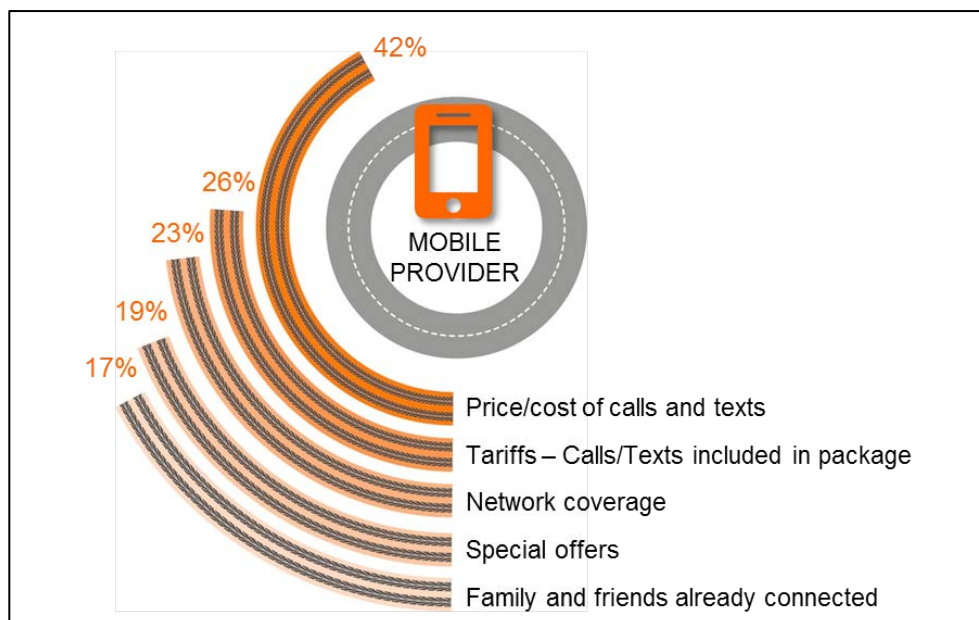 42%
26%
23%
19%
17%
MOBILE
PROVIDER
Price/cost of calls and texts
Tariffs – Calls/Texts included in package
Network coverage
Special offers
Family and friends already connected